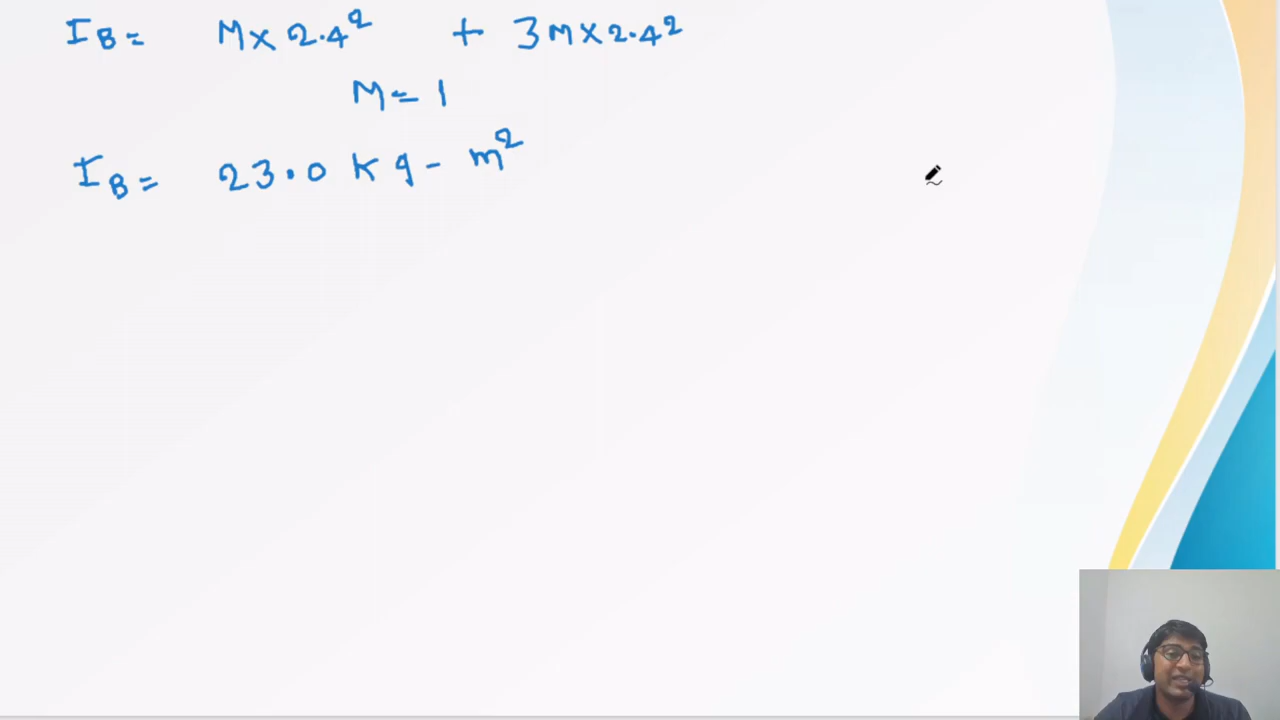 I_B = M × 2.4² + 3M × 2.4²
M = 1
I_B = 23.0 kg - m²